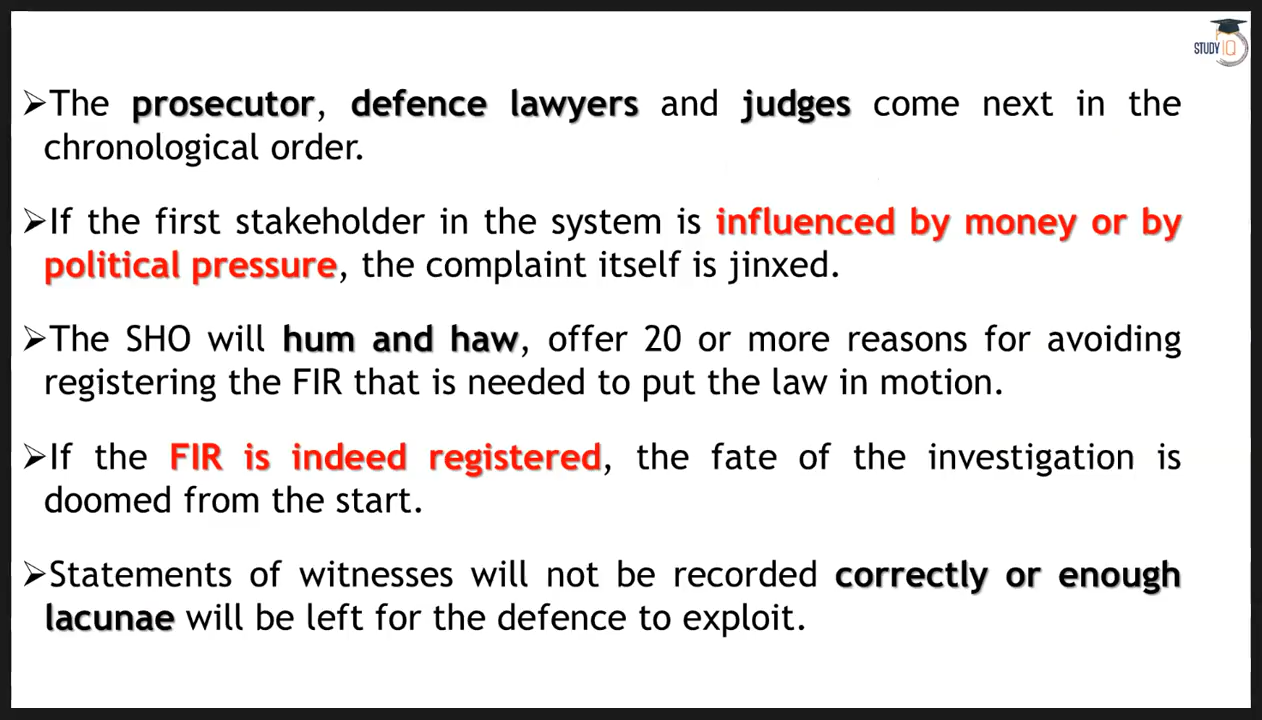 STUDY IQ
➢The prosecutor, defence lawyers and judges come next in the
chronological order.
➢If the first stakeholder in the system is influenced by money or by
political pressure, the complaint itself is jinxed.
➢The SHO will hum and haw, offer 20 or more reasons for avoiding
registering the FIR that is needed to put the law in motion.
➢If the FIR is indeed registered, the fate of the investigation is
doomed from the start.
➢Statements of witnesses will not be recorded correctly or enough
lacunae will be left for the defence to exploit.